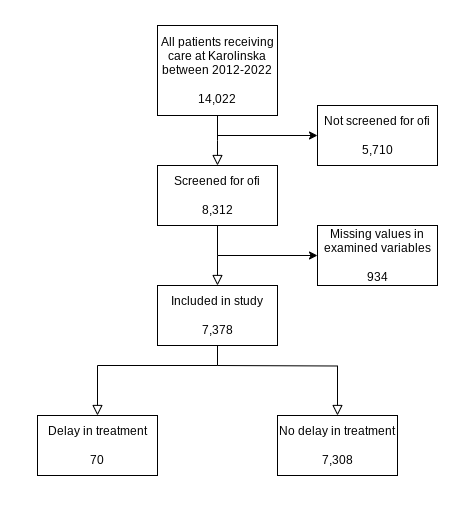 All patients receiving
care at Karolinska
between 2012-2022
14,022
Not screened for ofi
5,710
Screened for ofi
8,312
Missing values in
examined variables
934
Included in study
7,378
Delay in treatment
70
No delay in treatment
7,308